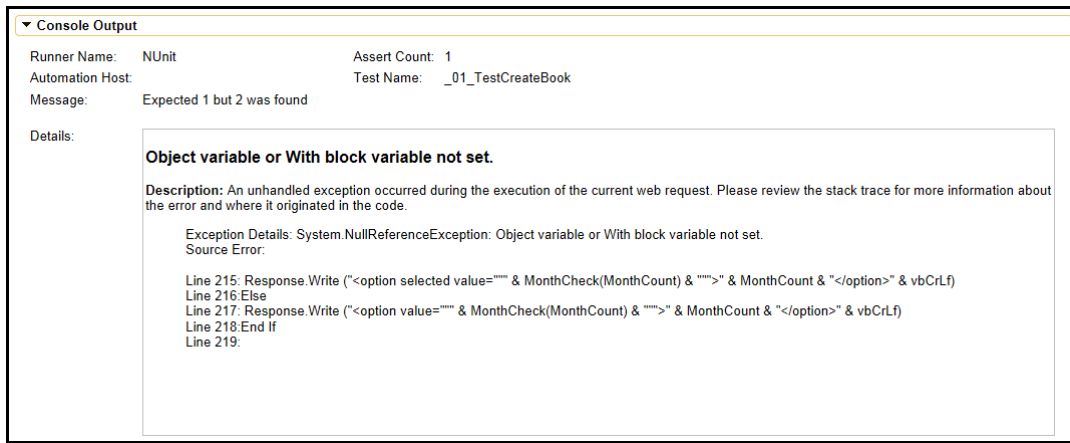 Console Output
Runner Name: NUnit Assert Count: 1
Automation Host: Test Name: _01_TestCreateBook
Message: Expected 1 but 2 was found
Details:
Object variable or With block variable not set.
Description: An unhandled exception occurred during the execution of the current web request. Please review the stack trace for more information about
the error and where it originated in the code.
Exception Details: System.NullReferenceException: Object variable or With block variable not set.
Source Error:
Line 215: Response.Write ("<option selected value=""" & MonthCheck(MonthCount) & """>" & MonthCount & "</option>" & vbCrLf)
Line 216:Else
Line 217: Response.Write ("<option value=""" & MonthCheck(MonthCount) & """>" & MonthCount & "</option>" & vbCrLf)
Line 218:End If
Line 219: